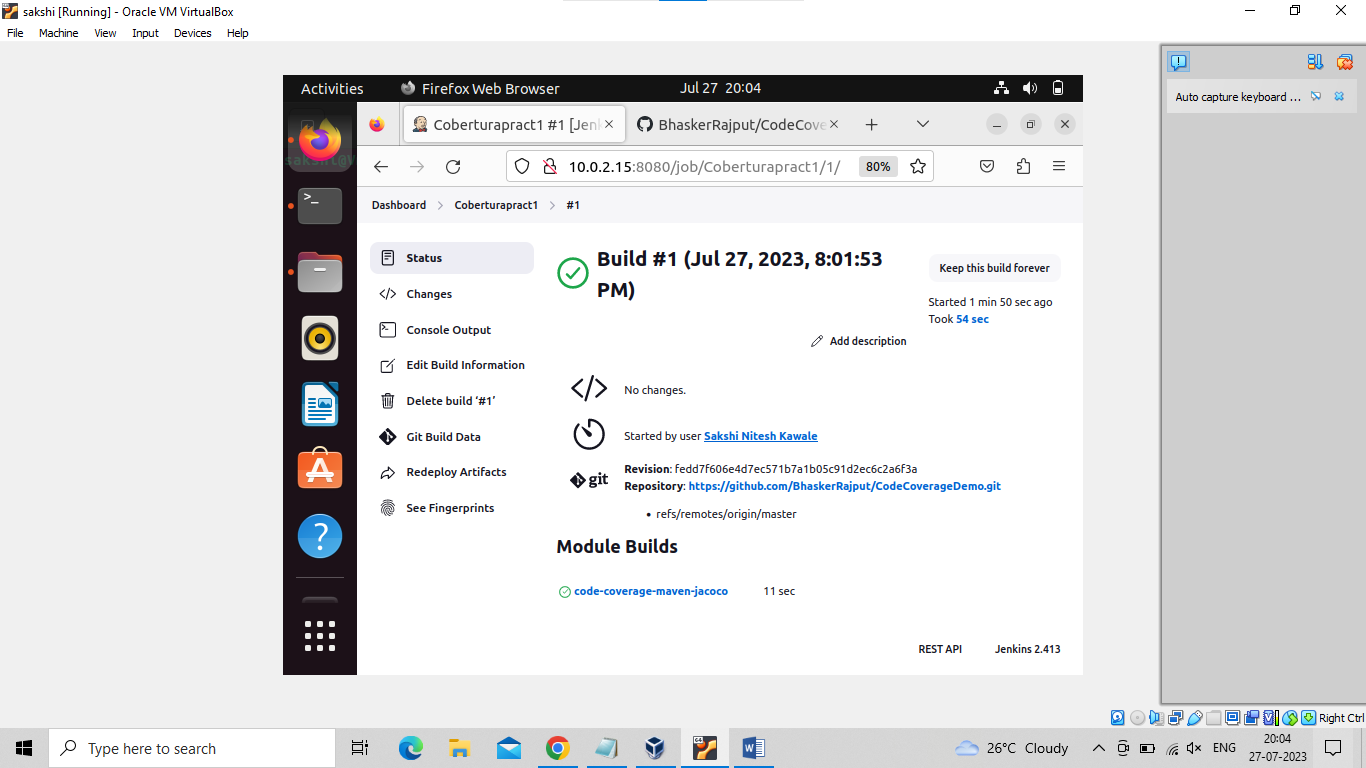 sakshi [Running] - Oracle VM VirtualBox
File Machine View Input Devices Help
Auto capture keyboard ...
Activities Firefox Web Browser Jul 27 20:04
Coberturapract1 #1 [Jen
BhaskerRajput/CodeCove
10.0.2.15:8080/job/Coberturapract1/1/ 80%
Dashboard Coberturapract1 #1
Status
Changes
Console Output
Edit Build Information
Delete build ‘#1’
Git Build Data
Redeploy Artifacts
See Fingerprints
Build #1 (Jul 27, 2023, 8:01:53
PM)
Keep this build forever
Started 1 min 50 sec ago
Took 54 sec
Add description
No changes.
Started by user Sakshi Nitesh Kawale
git
Revision: fedd7f606e4d7ec571b7a1b05c91d2ec6c2a6f3a
Repository: https://github.com/BhaskerRajput/CodeCoverageDemo.git
• refs/remotes/origin/master
Module Builds
code-coverage-maven-jacoco 11 sec
REST API Jenkins 2.413
Right Ctrl
Type here to search
26°C Cloudy
ENG
20:04
27-07-2023